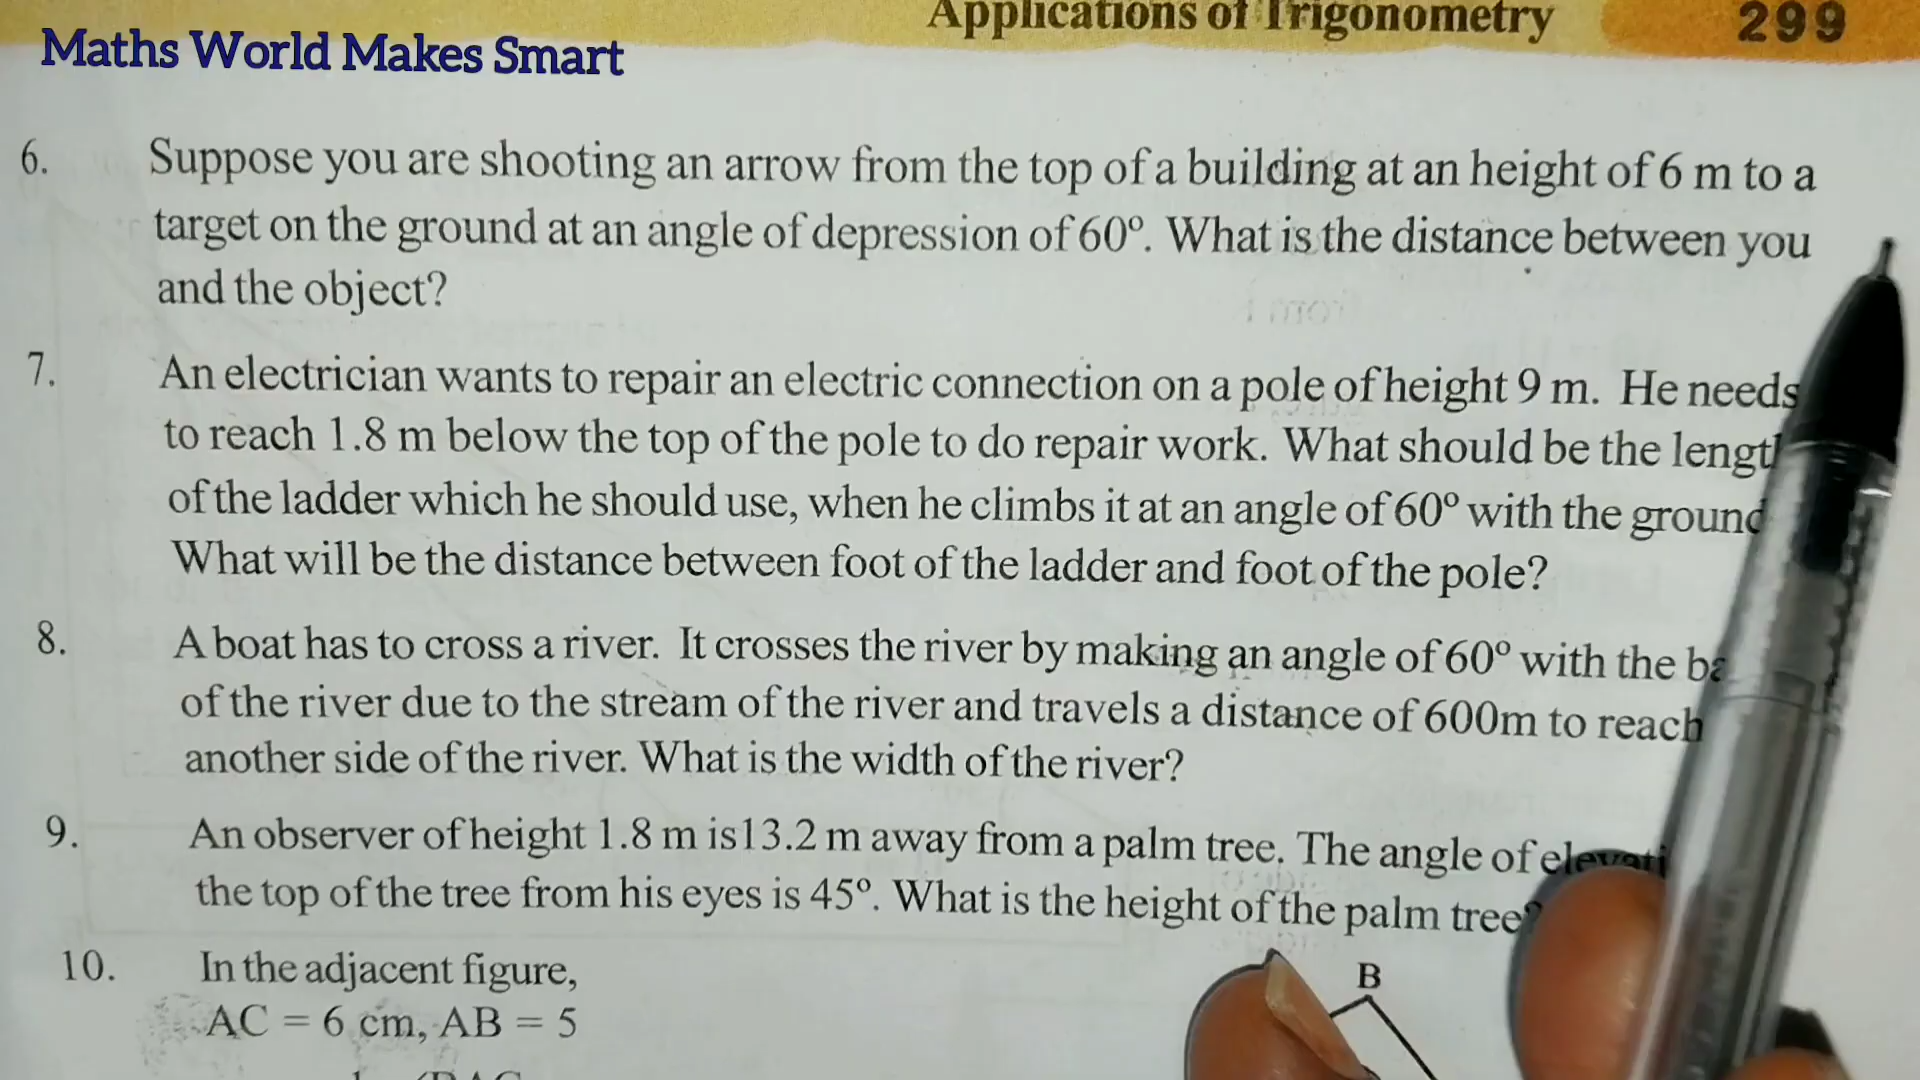 Applications of Trigonometry 299
Maths World Makes Smart
6. Suppose you are shooting an arrow from the top of a building at an height of 6 m to a
target on the ground at an angle of depression of 60º. What is the distance between you
and the object?
7. An electrician wants to repair an electric connection on a pole of height 9 m. He needs
to reach 1.8 m below the top of the pole to do repair work. What should be the lengt
of the ladder which he should use, when he climbs it at an angle of 60º with the ground
What will be the distance between foot of the ladder and foot of the pole?
8. A boat has to cross a river. It crosses the river by making an angle of 60º with the ba
of the river due to the stream of the river and travels a distance of 600m to reach
another side of the river. What is the width of the river?
9. An observer of height 1.8 m is13.2 m away from a palm tree. The angle of elevati
the top of the tree from his eyes is 45º. What is the height of the palm tree?
10. In the adjacent figure,
B
AC = 6 cm, AB = 5